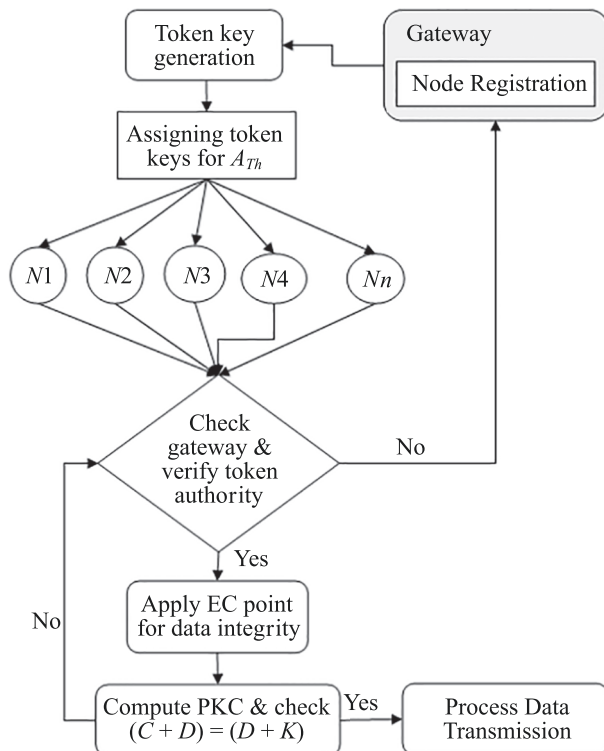 Token key
generation
Gateway
Node Registration
Assigning token
keys for A_Th
N1
N2
N3
N4
Nn
Check
gateway &
verify token
authority
No
Yes
No
Apply EC point
for data integrity
Compute PKC & check
(C + D) = (D + K)
Yes
Process Data
Transmission